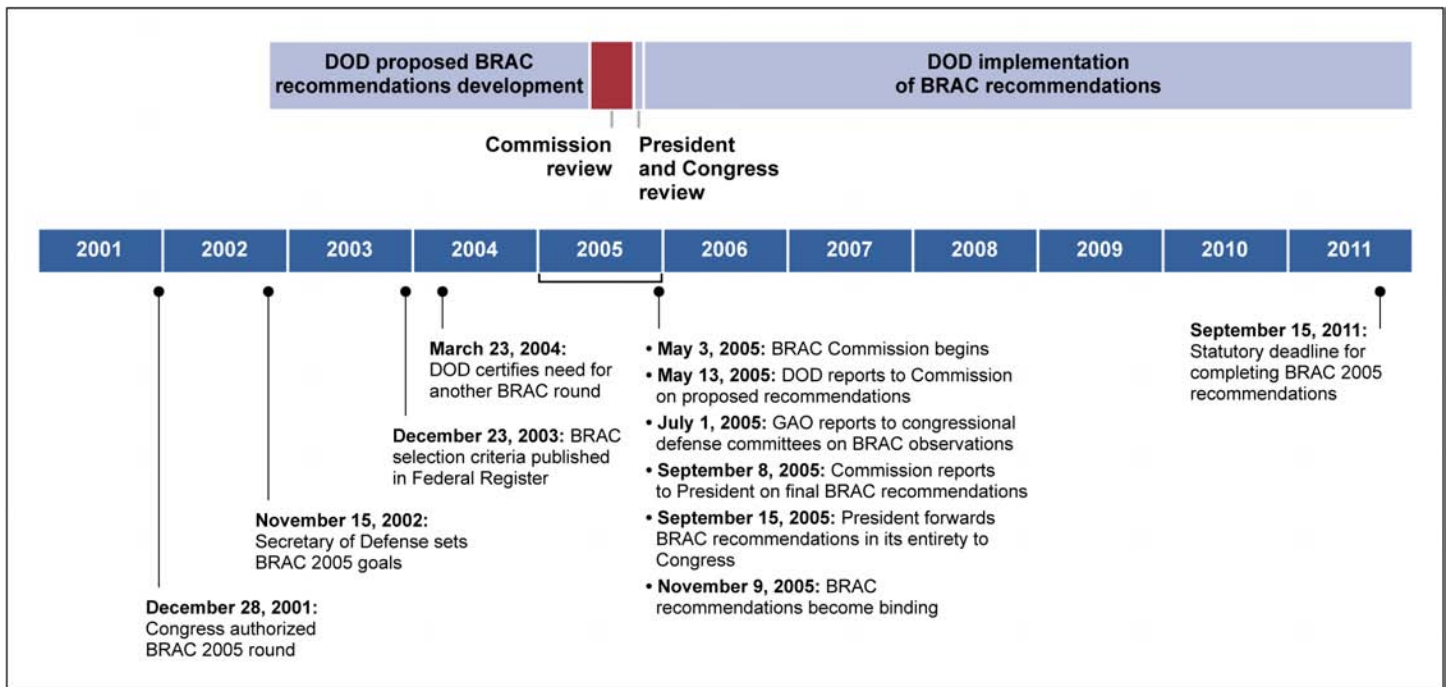 DOD proposed BRAC
recommendations development
DOD implementation
of BRAC recommendations
Commission
review
President
and Congress
review
2001
2002
2003
2004
2005
2006
2007
2008
2009
2010
2011
March 23, 2004:
DOD certifies need for
another BRAC round
December 23, 2003: BRAC
selection criteria published
in Federal Register
November 15, 2002:
Secretary of Defense sets
BRAC 2005 goals
December 28, 2001:
Congress authorized
BRAC 2005 round
• May 3, 2005: BRAC Commission begins
• May 13, 2005: DOD reports to Commission
on proposed recommendations
• July 1, 2005: GAO reports to congressional
defense committees on BRAC observations
• September 8, 2005: Commission reports
to President on final BRAC recommendations
• September 15, 2005: President forwards
BRAC recommendations in its entirety to
Congress
• November 9, 2005: BRAC
recommendations become binding
September 15, 2011:
Statutory deadline for
completing BRAC 2005
recommendations